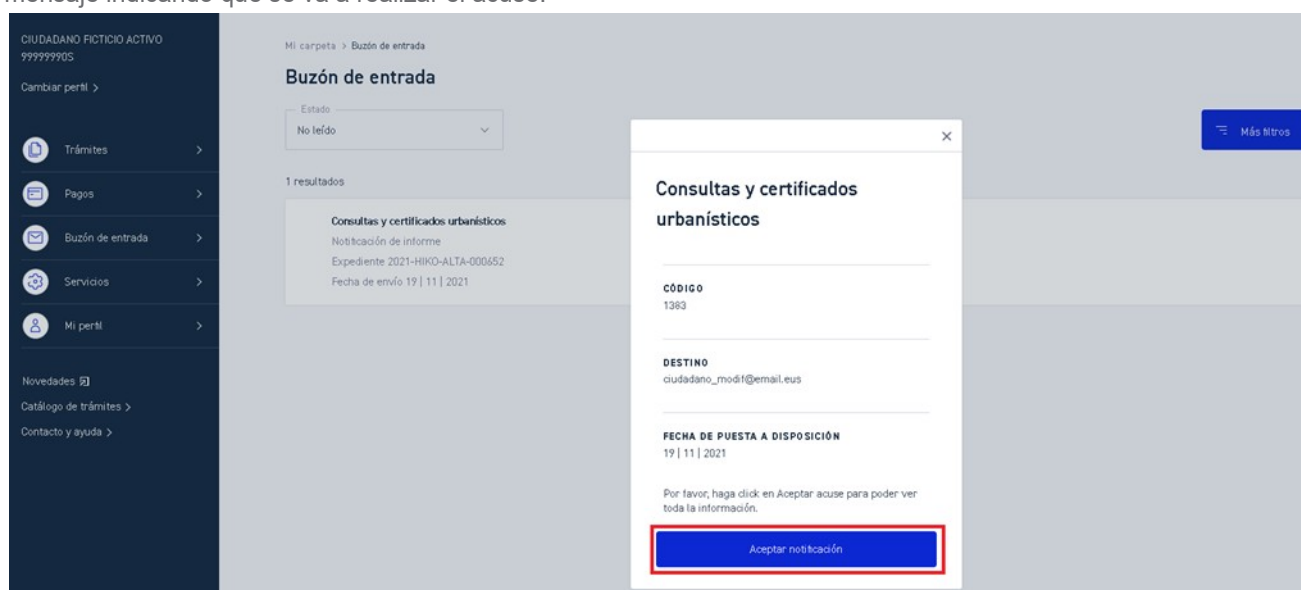 mensaje indicando que se va a realizar el acuse.
CIUDADANO FICTICIO ACTIVO
99999990S
Cambiar perfil >
Trámites
Pagos
Buzón de entrada
Servicios
Mi perfil
Novedades
Catálogo de trámites >
Contacto y ayuda >
Mi carpeta > Buzón de entrada
Buzón de entrada
Estado
No leído
Más filtros
1 resultados
Consultas y certificados urbanísticos
Notificación de informe
Expediente 2021-HIKO-ALTA-000652
Fecha de envío 19 | 11 | 2021
Consultas y certificados
urbanísticos
CÓDIGO
1383
DESTINO
ciudadano_modif@email.eus
FECHA DE PUESTA A DISPOSICIÓN
19 | 11 | 2021
Por favor, haga click en Aceptar acuse para poder ver
toda la información.
Aceptar notificación